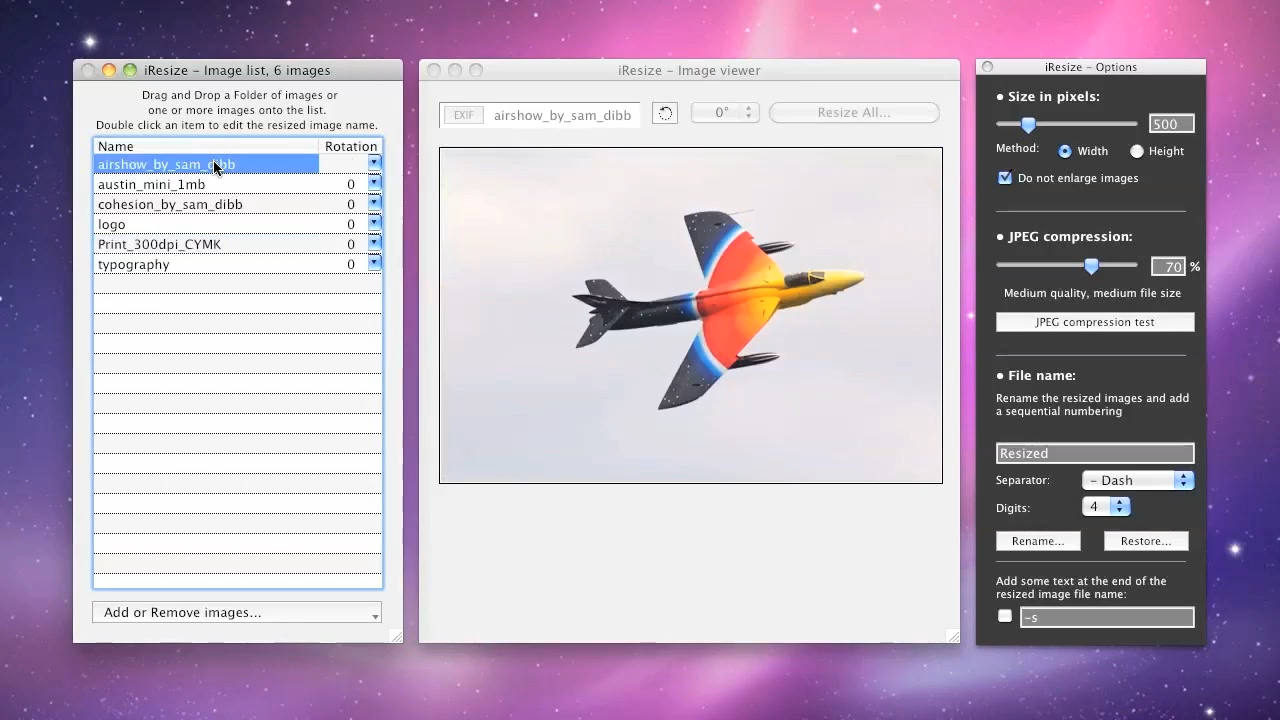 iResize - Image list, 6 images
Drag and Drop a Folder of images or
one or more images onto the list.
Double click an item to edit the resized image name.
Name Rotation
airshow_by_sam_dibb
austin_mini_1mb 0
cohesion_by_sam_dibb 0
logo 0
Print_300dpi_CYMK 0
typography 0
Add or Remove images...
iResize - Image viewer
EXIF airshow_by_sam_dibb 0° Resize All...
iResize - Options
• Size in pixels:
500
Method: Width Height
Do not enlarge images
• JPEG compression:
70 %
Medium quality, medium file size
JPEG compression test
• File name:
Rename the resized images and add
a sequential numbering
Resized
Separator: - Dash
Digits: 4
Rename... Restore...
Add some text at the end of the
resized image file name:
-s